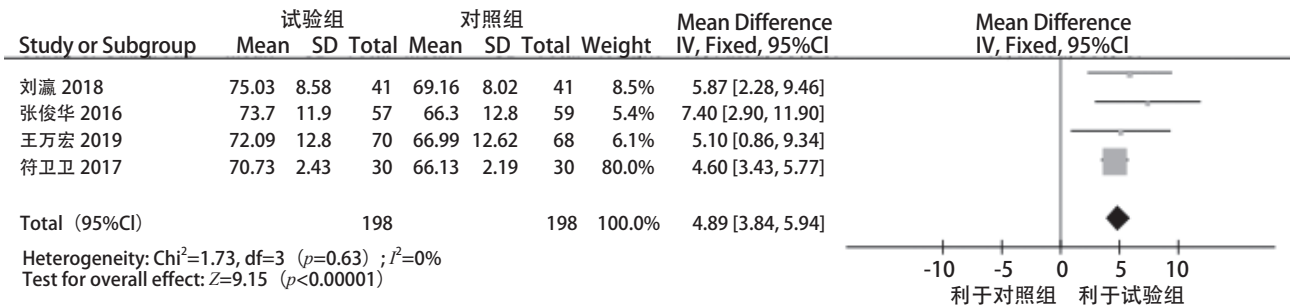 试验组 对照组 Mean Difference Mean Difference
Study or Subgroup Mean SD Total Mean SD Total Weight IV, Fixed, 95%Cl IV, Fixed, 95%Cl
刘瀛 2018 75.03 8.58 41 69.16 8.02 41 8.5% 5.87 [2.28, 9.46]
张俊华 2016 73.7 11.9 57 66.3 12.8 59 5.4% 7.40 [2.90, 11.90]
王万宏 2019 72.09 12.8 70 66.99 12.62 68 6.1% 5.10 [0.86, 9.34]
符卫卫 2017 70.73 2.43 30 66.13 2.19 30 80.0% 4.60 [3.43, 5.77]
Total（95%Cl） 198 198 100.0% 4.89 [3.84, 5.94]
Heterogeneity: Chi²=1.73, df=3（p=0.63）; I²=0%
Test for overall effect: Z=9.15（p<0.00001）
-10 -5 0 5 10
利于对照组 利于试验组